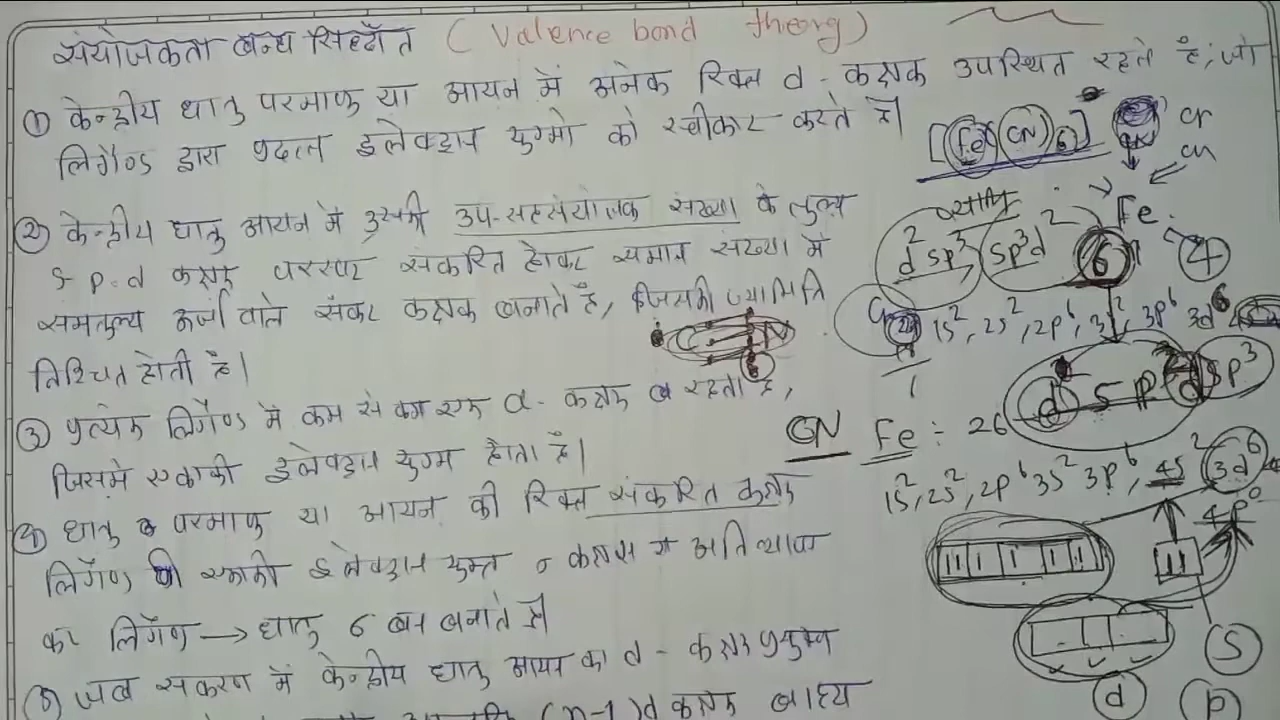 संयोजकता बन्ध सिद्धाँत ( Valence bond theory )
① केन्द्रीय धातु परमाणु या आयन में अनेक रिक्त d - कक्षक उपस्थित रहते हैं, जो
लिगैण्ड द्वारा प्रदत्त इलेक्ट्रान युग्मो को स्वीकार करते हैं।
[Fe(CN)6]
② केन्द्रीय धातु आयन में उसकी उप-सहसंयोजक संख्या के तुल्य
s p d कक्षक परस्पर संकरित होकर समान संख्या में
समतुल्य ऊर्जा वाले संकर कक्षक बनाते है, जिसकी ज्यामिति
निश्चित होती है।
③ प्रत्येक लिगैण्ड में कम से कम एक σ - कक्षक रहता है,
जिसमे एकाकी इलेक्ट्रान युग्म होता है।
④ धातु परमाणु या आयन की रिक्त संकरित कक्षक
लिगैण्ड की एकाकी इलेक्ट्रान युक्त σ कक्षक से अतिव्यापन
कर लिगैण्ड → धातु σ बन्ध बनाते हैं।
⑤ जब संकरण में केन्द्रीय धातु आयन का d - कक्षक प्रयुक्त
(n-1)d कक्षक बाह्य
Fe
d²sp³ sp³d²
6
4
1s², 2s², 2p⁶, 3s², 3p⁶ 3d⁶
C N
d sp³
CN Fe = 26
1s², 2s², 2p⁶ 3s² 3p⁶, 4s² 3d⁶
4p⁰
S
d
p